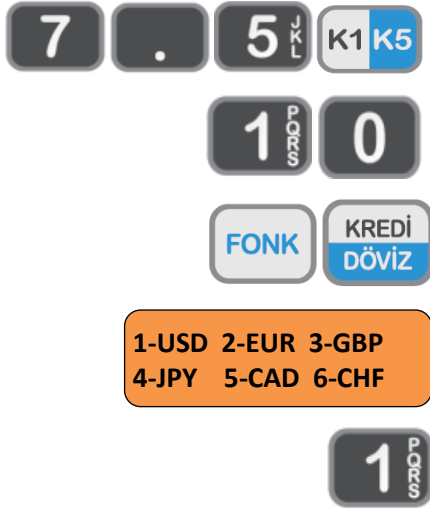 7 . 5 JKL K1 K5
1 PQRS 0
FONK KREDİ DÖVİZ
1-USD 2-EUR 3-GBP
4-JPY 5-CAD 6-CHF
1 PQRS